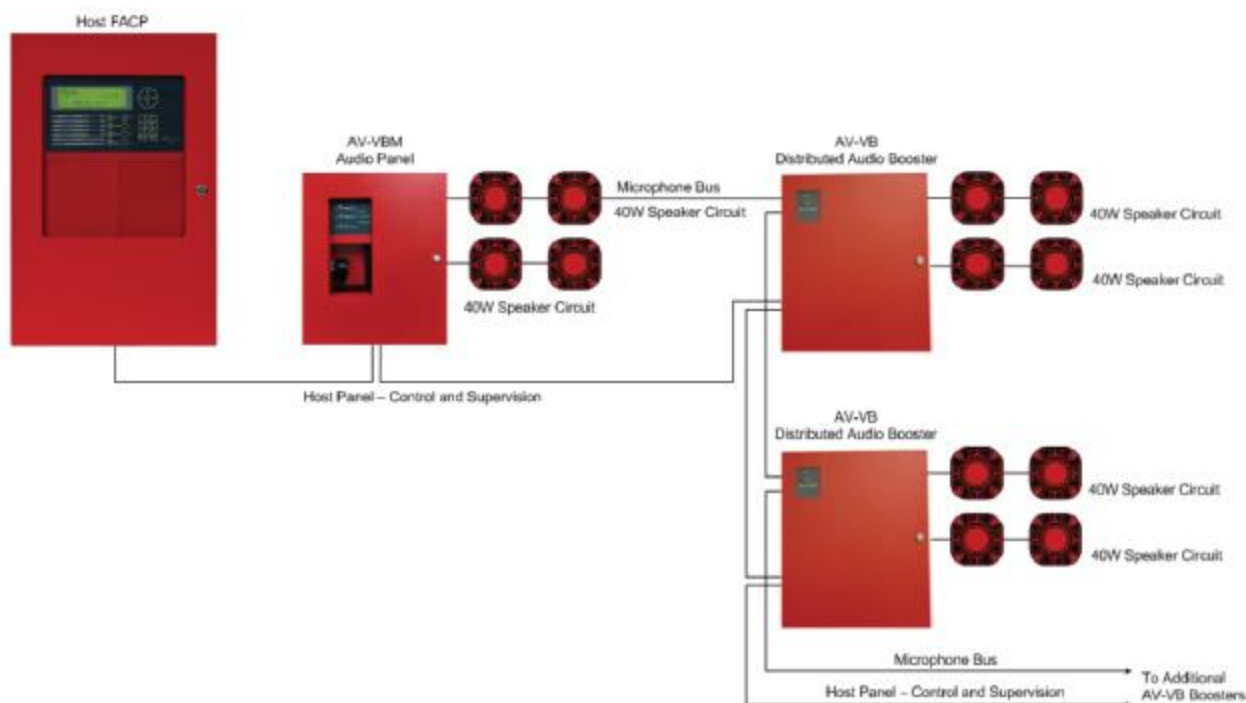 Host FACP
AV-VBM
Audio Panel
Microphone Bus
40W Speaker Circuit
40W Speaker Circuit
Host Panel – Control and Supervision
AV-VB
Distributed Audio Booster
40W Speaker Circuit
40W Speaker Circuit
AV-VB
Distributed Audio Booster
40W Speaker Circuit
40W Speaker Circuit
Microphone Bus
Host Panel – Control and Supervision
To Additional
AV-VB Boosters